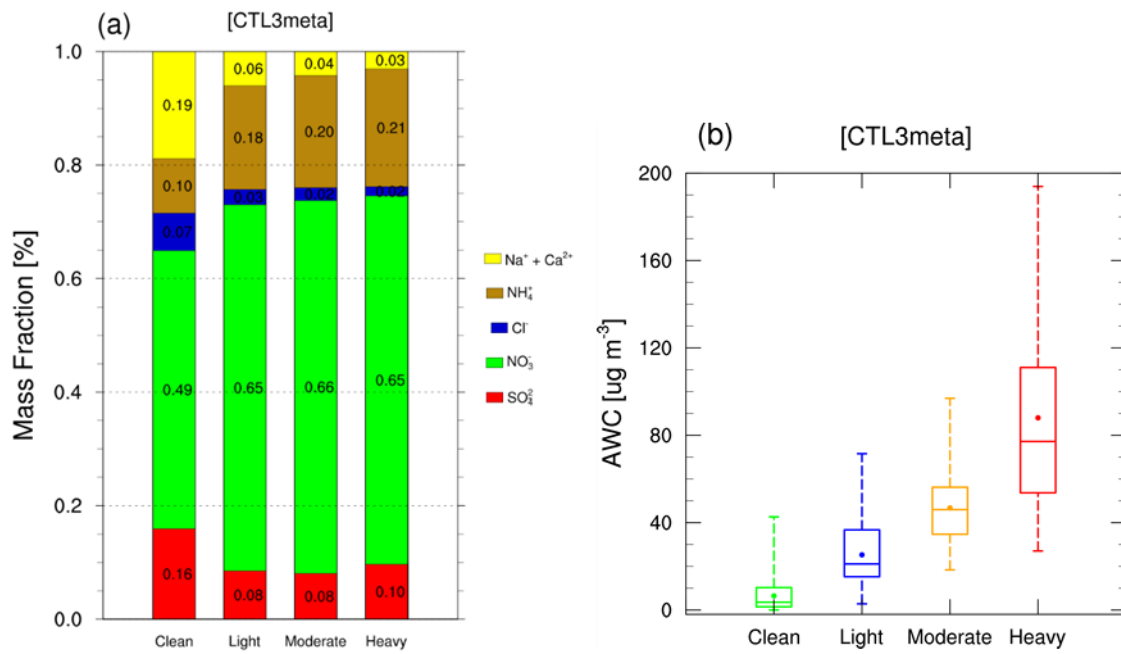 (a)
[CTL3meta]
Mass Fraction [%]
1.0
0.8
0.6
0.4
0.2
0.0
0.19
0.10
0.07
0.49
0.16
0.06
0.18
0.03
0.65
0.08
0.04
0.20
0.02
0.66
0.08
0.03
0.21
0.02
0.65
0.10
Clean Light Moderate Heavy
Na⁺ + Ca²⁺
NH₄⁺
Cl⁻
NO₃⁻
SO₄²
(b)
[CTL3meta]
AWC [ug m⁻³]
200
160
120
80
40
0
Clean Light Moderate Heavy